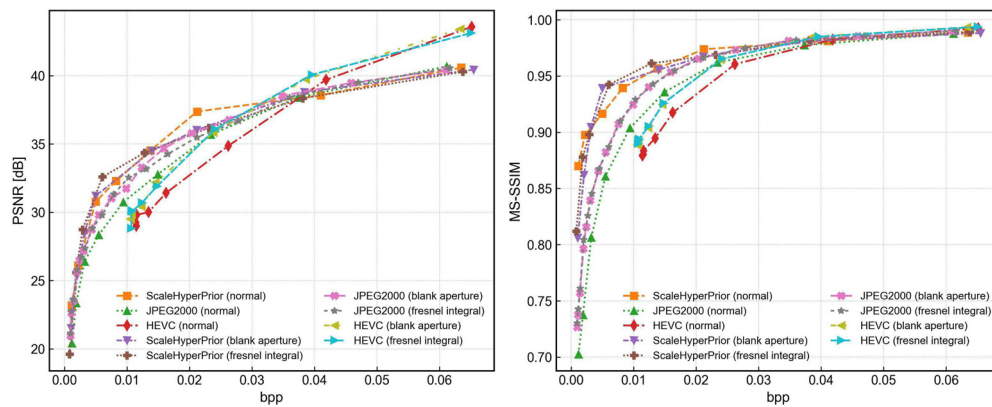 PSNR [dB]
40
35
30
25
20
0.00 0.01 0.02 0.03 0.04 0.05 0.06
bpp
ScaleHyperPrior (normal)
JPEG2000 (normal)
HEVC (normal)
ScaleHyperPrior (blank aperture)
ScaleHyperPrior (fresnel integral)
JPEG2000 (blank aperture)
JPEG2000 (fresnel integral)
HEVC (blank aperture)
HEVC (fresnel integral)
MS-SSIM
1.00
0.95
0.90
0.85
0.80
0.75
0.70
0.00 0.01 0.02 0.03 0.04 0.05 0.06
bpp
ScaleHyperPrior (normal)
JPEG2000 (normal)
HEVC (normal)
ScaleHyperPrior (blank aperture)
ScaleHyperPrior (fresnel integral)
JPEG2000 (blank aperture)
JPEG2000 (fresnel integral)
HEVC (blank aperture)
HEVC (fresnel integral)